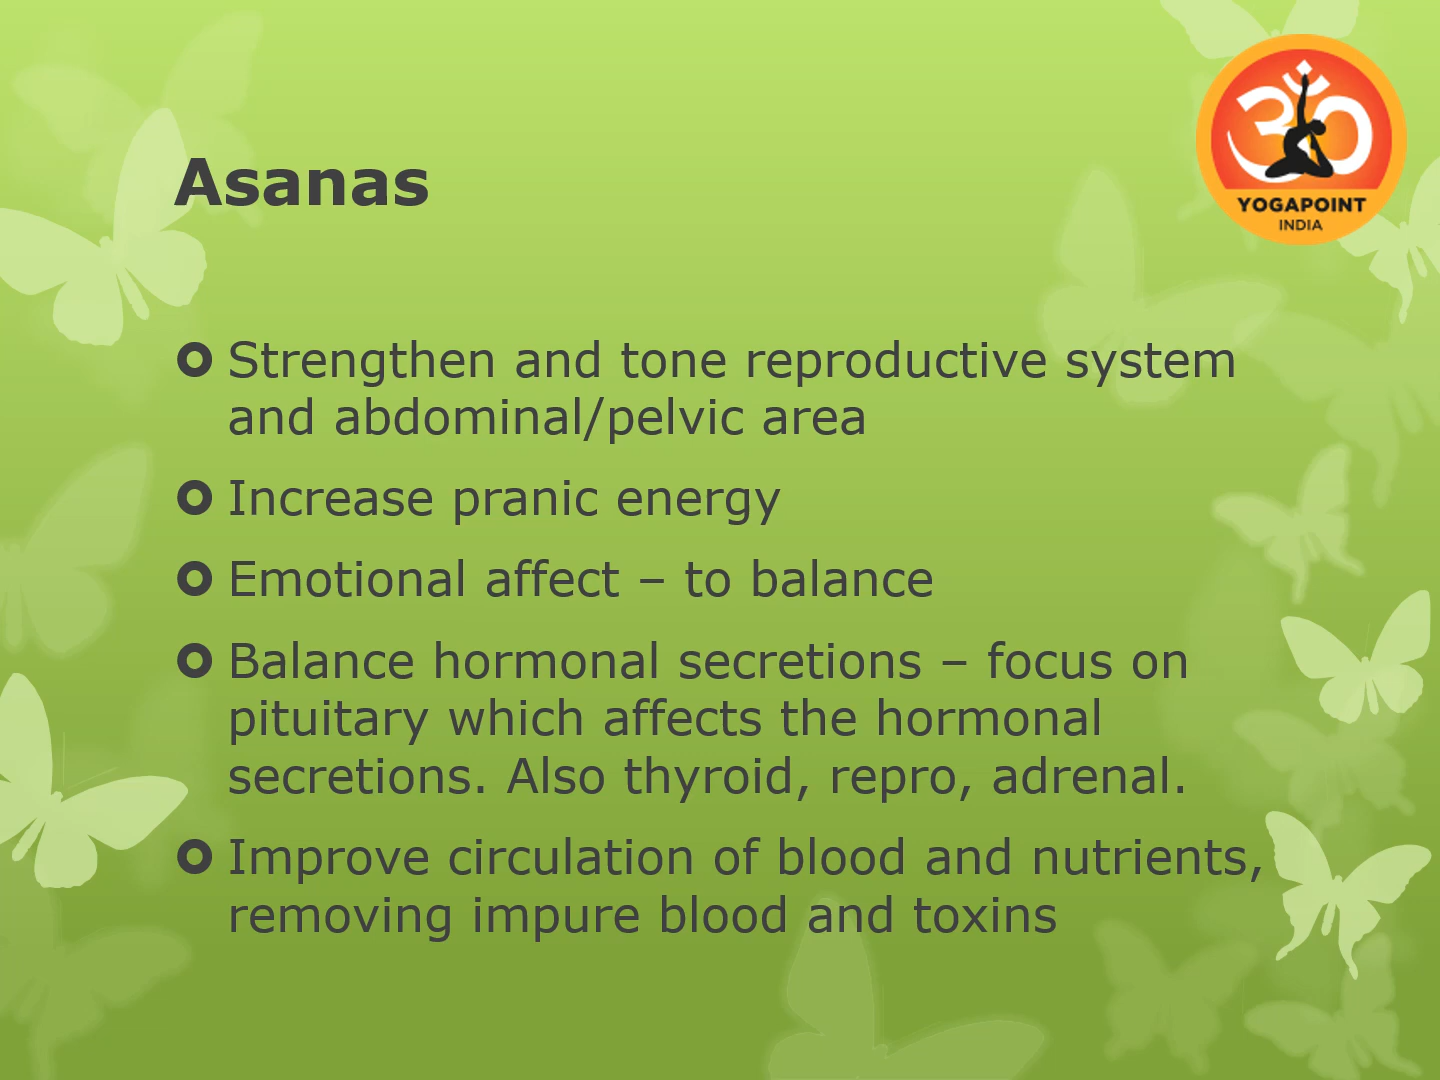 Asanas
ॐ
YOGAPOINT
INDIA
Strengthen and tone reproductive system
and abdominal/pelvic area
Increase pranic energy
Emotional affect – to balance
Balance hormonal secretions – focus on
pituitary which affects the hormonal
secretions. Also thyroid, repro, adrenal.
Improve circulation of blood and nutrients,
removing impure blood and toxins